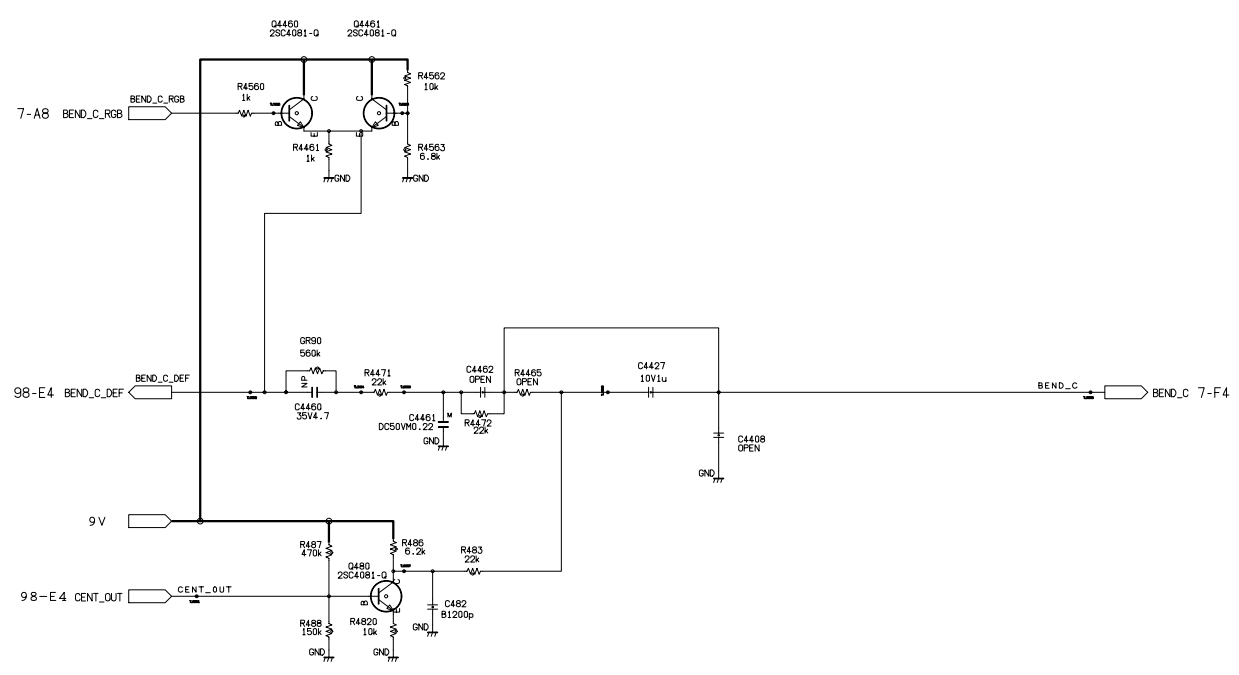 Q4460
2SC4081-Q
Q4461
2SC4081-Q
R4560
1k
R4562
10k
7-A8 BEND_C_RGB
BEND_C_RGB
C
C
B
B
E
E
R4461
1k
R4563
6.8k
GND
GND
GR90
560k
NP
C4460
35V4.7
R4471
22k
C4462
OPEN
R4465
OPEN
C4427
10V1u
98-E4 BEND_C_DEF
BEND_C_DEF
BEND_C
BEND_C 7-F4
C4461
DC50VM0.22
M
GND
R4472
22k
C4408
OPEN
GND
9V
R487
470k
R486
6.2k
R483
22k
Q480
2SC4081-Q
98-E4 CENT_OUT
CENT_OUT
C
B
E
C482
B1200p
GND
R488
150k
R4820
10k
GND
GND